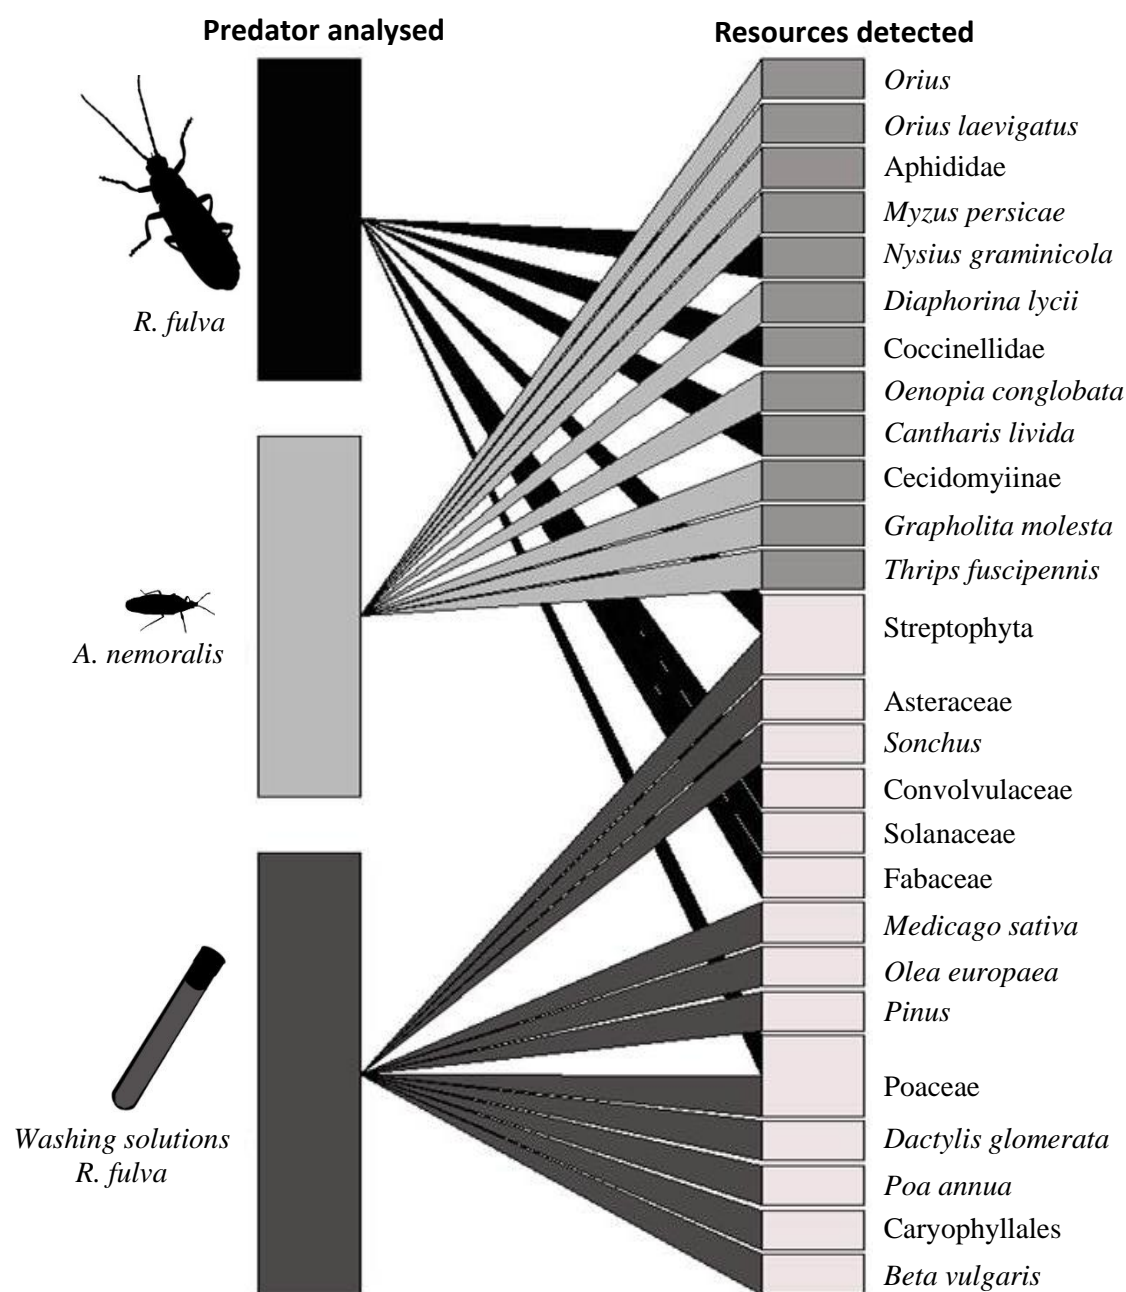 Predator analysed
Resources detected
R. fulva
A. nemoralis
Washing solutions
R. fulva
Orius
Orius laevigatus
Aphididae
Myzus persicae
Nysius graminicola
Diaphorina lycii
Coccinellidae
Oenopia conglobata
Cantharis livida
Cecidomyiinae
Grapholita molesta
Thrips fuscipennis
Streptophyta
Asteraceae
Sonchus
Convolvulaceae
Solanaceae
Fabaceae
Medicago sativa
Olea europaea
Pinus
Poaceae
Dactylis glomerata
Poa annua
Caryophyllales
Beta vulgaris